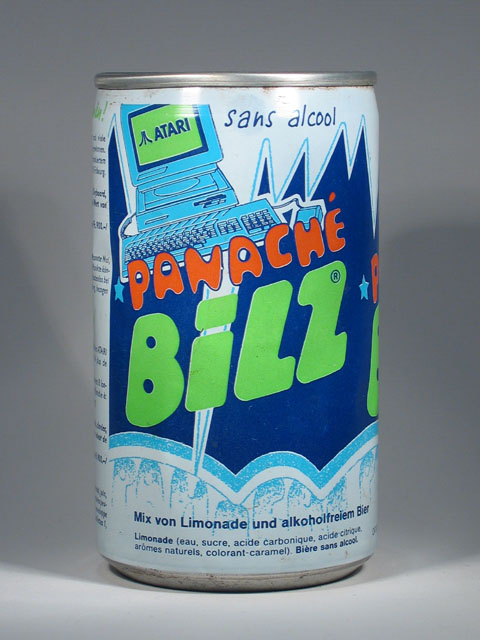 sans alcool
ATARI
PANACHÉ
BiLZ®
Mix von Limonade und alkoholfreiem Bier
Limonade (eau, sucre, acide carbonique, acide citrique,
arômes naturels, colorant-caramel). Bière sans alcool.